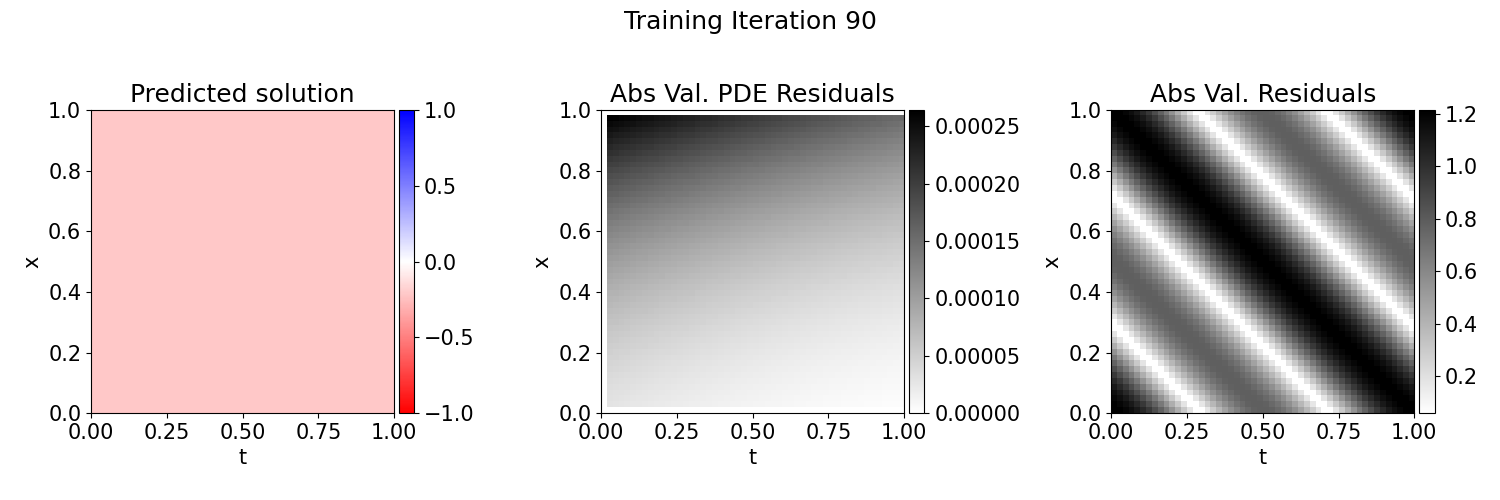 Training Iteration 90
Predicted solution
1.0
0.8
0.6
0.4
0.2
0.0
x
0.00 0.25 0.50 0.75 1.00
t
1.0
0.5
0.0
−0.5
−1.0
Abs Val. PDE Residuals
1.0
0.8
0.6
0.4
0.2
0.0
x
0.00 0.25 0.50 0.75 1.00
t
0.00025
0.00020
0.00015
0.00010
0.00005
0.00000
Abs Val. Residuals
1.0
0.8
0.6
0.4
0.2
0.0
x
0.00 0.25 0.50 0.75 1.00
t
1.2
1.0
0.8
0.6
0.4
0.2